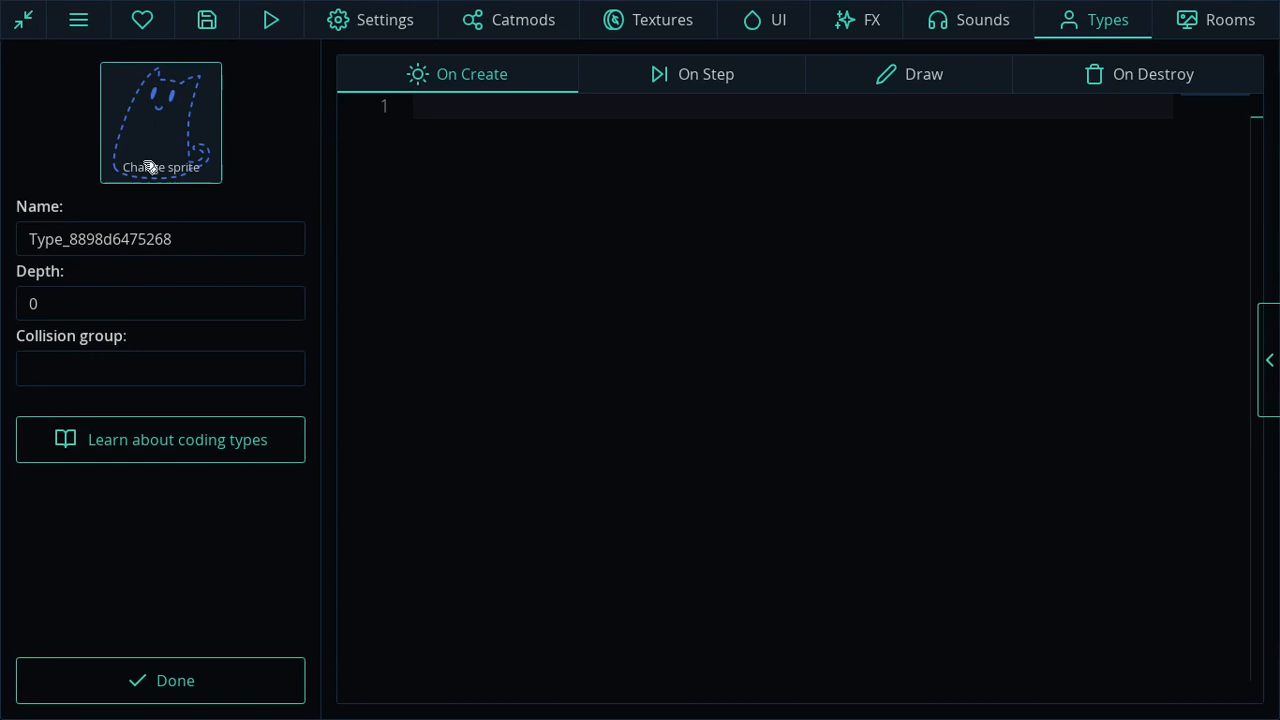 Settings
Catmods
Textures
UI
FX
Sounds
Types
Rooms
Change sprite
Name:
Type_8898d6475268
Depth:
0
Collision group:
Learn about coding types
Done
On Create
On Step
Draw
On Destroy
1